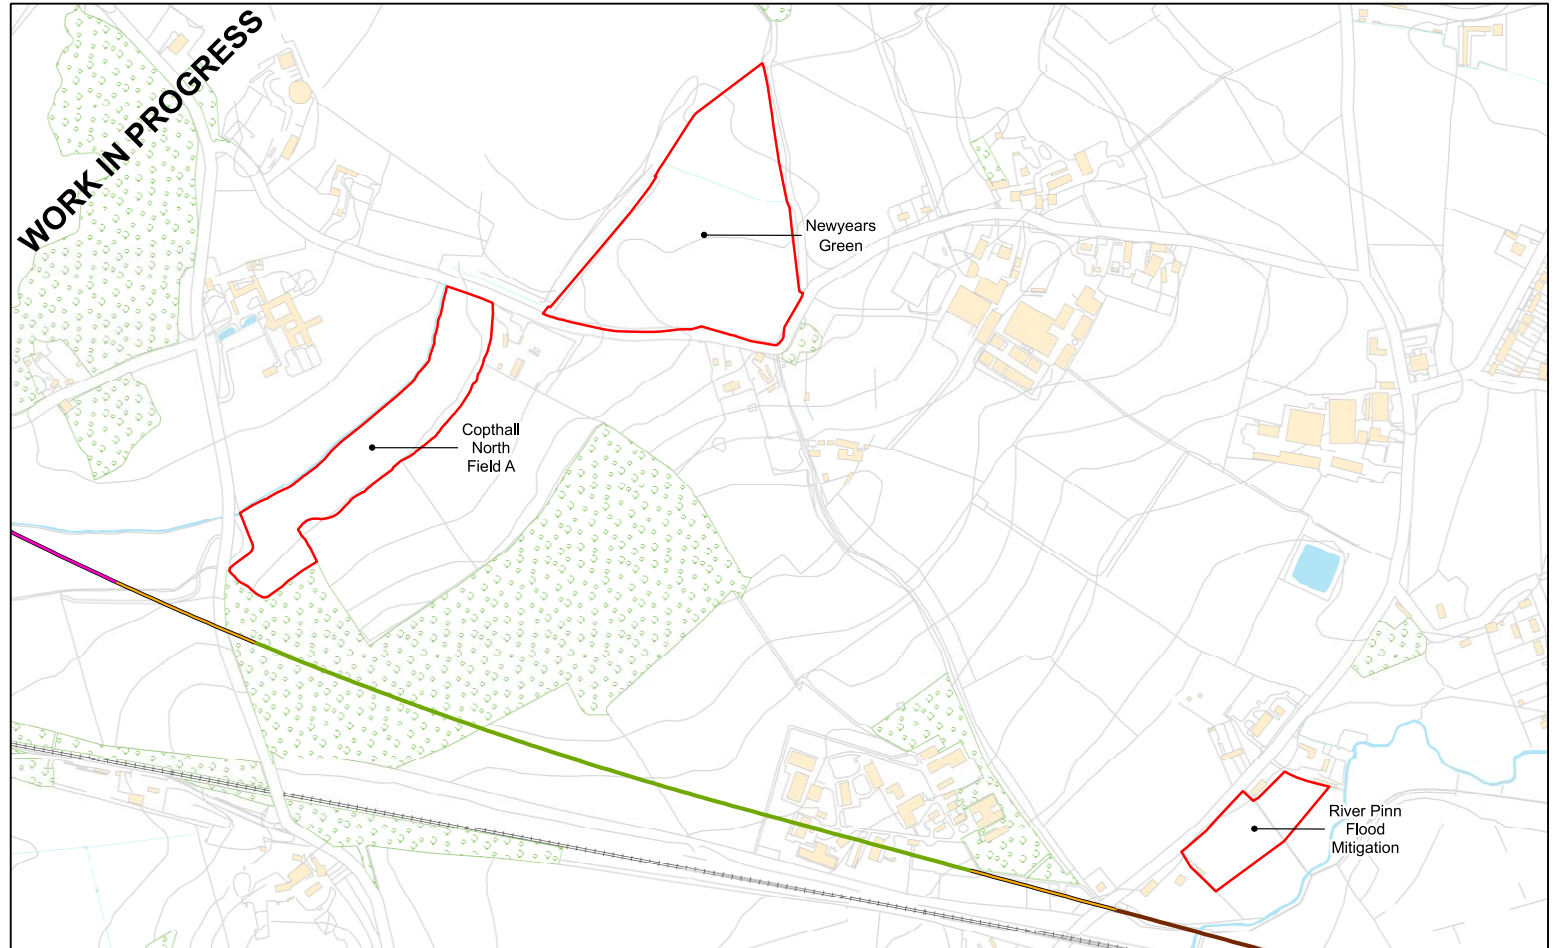 WORK IN PROGRESS
Newyears
Green
Copthall
North
Field A
River Pinn
Flood
Mitigation